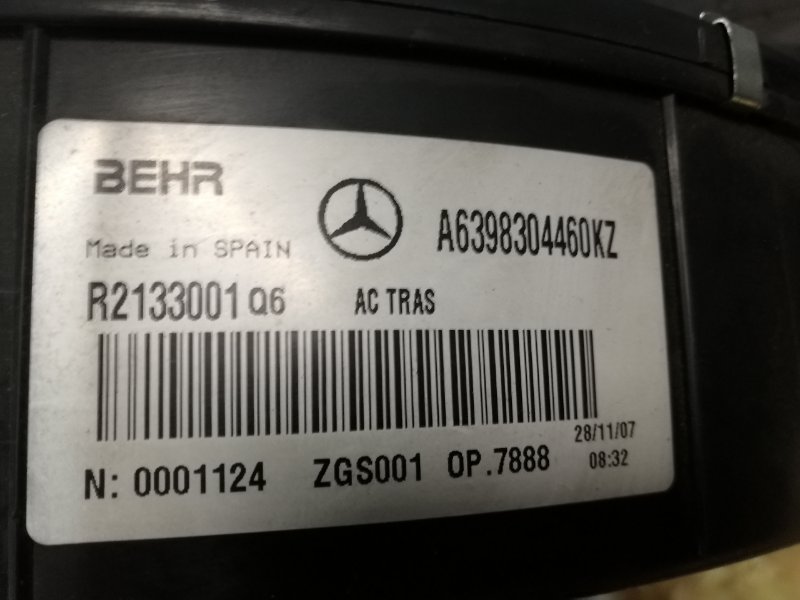 BEHR
A6398304460KZ
Made in SPAIN
R2133001 Q6 AC TRAS
28/11/07
N: 0001124 ZGS001 OP.7888 08:32